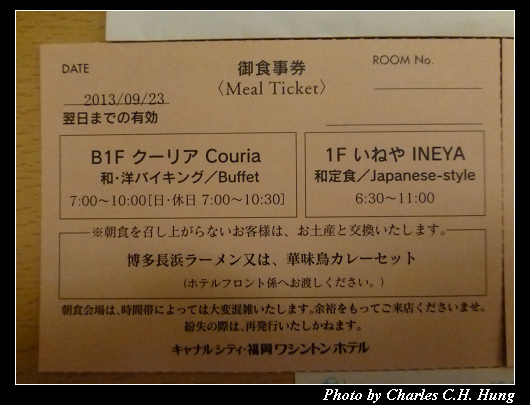 DATE
御食事券
〈Meal Ticket〉
ROOM No.
2013/09/23
翌日までの有効
B1F クーリア Couria
和・洋バイキング／Buffet
7:00～10:00[日・休日 7:00～10:30]
1F いねや INEYA
和定食／Japanese-style
6:30～11:00
※朝食を召し上がらないお客様は、お土産と交換いたします。
博多長浜ラーメン又は、華味鳥カレーセット
(ホテルフロント係へお渡しください。)
朝食会場は、時間帯によっては大変混雑いたします。余裕をもってご来店くださいませ。
紛失の際は、再発行いたしかねます。
キャナルシティ・福岡ワシントンホテル
Photo by Charles C.H. Hung